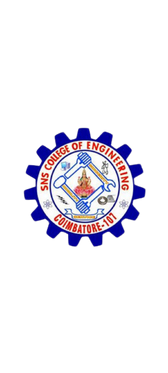 SNS COLLEGE OF ENGINEERING
COIMBATORE-107